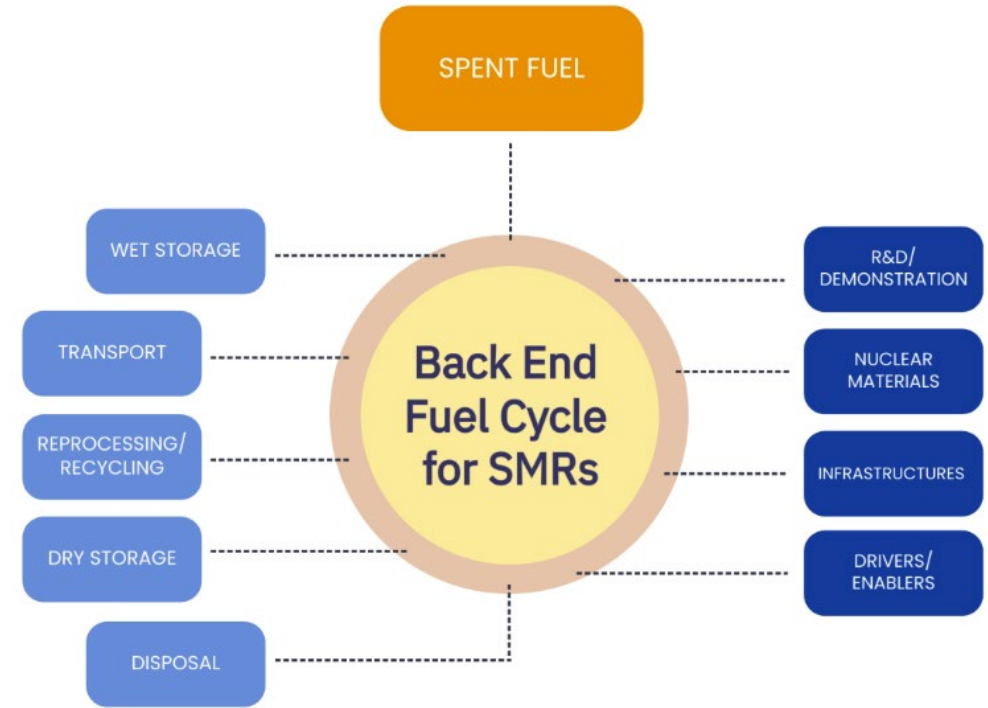 SPENT FUEL
WET STORAGE
TRANSPORT
REPROCESSING/
RECYCLING
DRY STORAGE
DISPOSAL
Back End
Fuel Cycle
for SMRs
R&D/
DEMONSTRATION
NUCLEAR
MATERIALS
INFRASTRUCTURES
DRIVERS/
ENABLERS